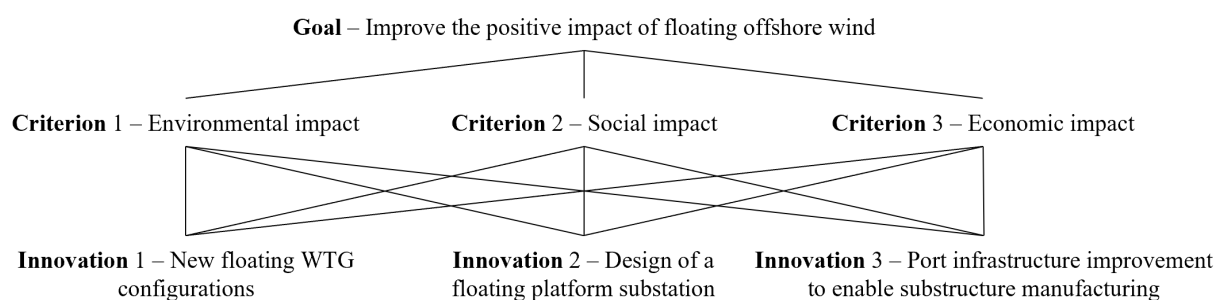 Goal – Improve the positive impact of floating offshore wind
Criterion 1 – Environmental impact
Criterion 2 – Social impact
Criterion 3 – Economic impact
Innovation 1 – New floating WTG
configurations
Innovation 2 – Design of a
floating platform substation
Innovation 3 – Port infrastructure improvement
to enable substructure manufacturing